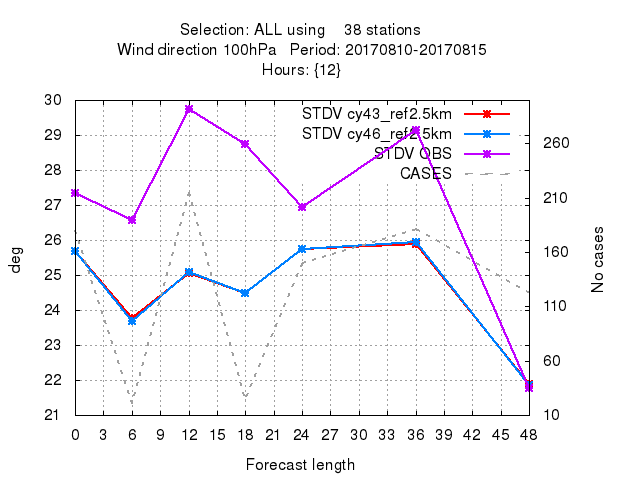 Selection: ALL using    38 stations
Wind direction 100hPa   Period: 20170810-20170815
Hours: {12}
STDV cy43_ref2.5km
STDV cy46_ref2.5km
STDV OBS
CASES
30
29
28
27
26
25
24
23
22
21
deg
260
210
160
110
60
10
No cases
0 3 6 9 12 15 18 21 24 27 30 33 36 39 42 45 48
Forecast length